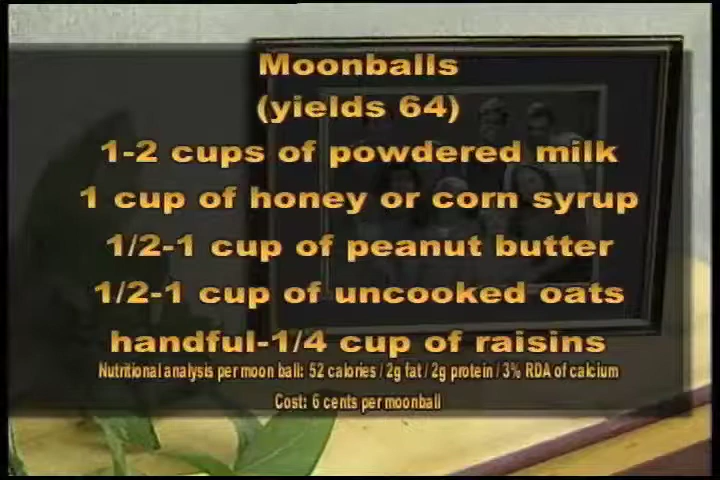 Moonballs
(yields 64)
1-2 cups of powdered milk
1 cup of honey or corn syrup
1/2-1 cup of peanut butter
1/2-1 cup of uncooked oats
handful-1/4 cup of raisins
Nutritional analysis per moon ball: 52 calories / 2g fat / 2g protein / 3% RDA of calcium
Cost: 6 cents per moonball